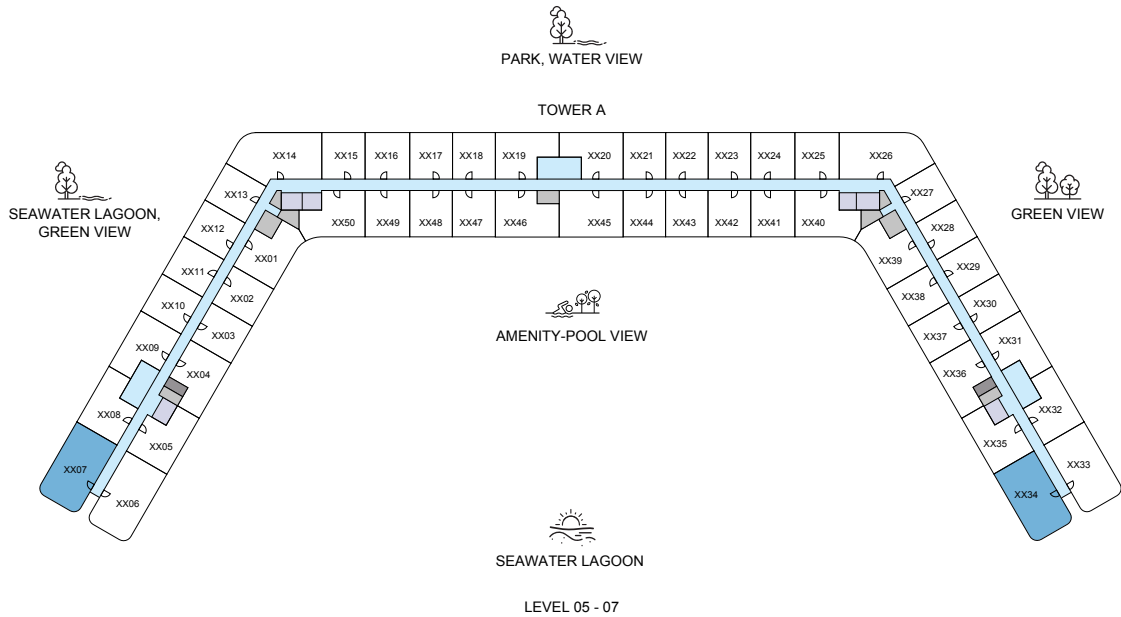 PARK, WATER VIEW
TOWER A
XX14 XX15 XX16 XX17 XX18 XX19 XX20 XX21 XX22 XX23 XX24 XX25 XX26
XX13
XX27
SEAWATER LAGOON,
GREEN VIEW
GREEN VIEW
XX50 XX49 XX48 XX47 XX46 XX45 XX44 XX43 XX42 XX41 XX40
XX12
XX28
XX01
XX39
XX11
XX29
XX02
XX38
XX10
XX30
XX03
XX37
AMENITY-POOL VIEW
XX09
XX31
XX04
XX36
XX08
XX32
XX05
XX35
XX07
XX33
XX06
XX34
SEAWATER LAGOON
LEVEL 05 - 07